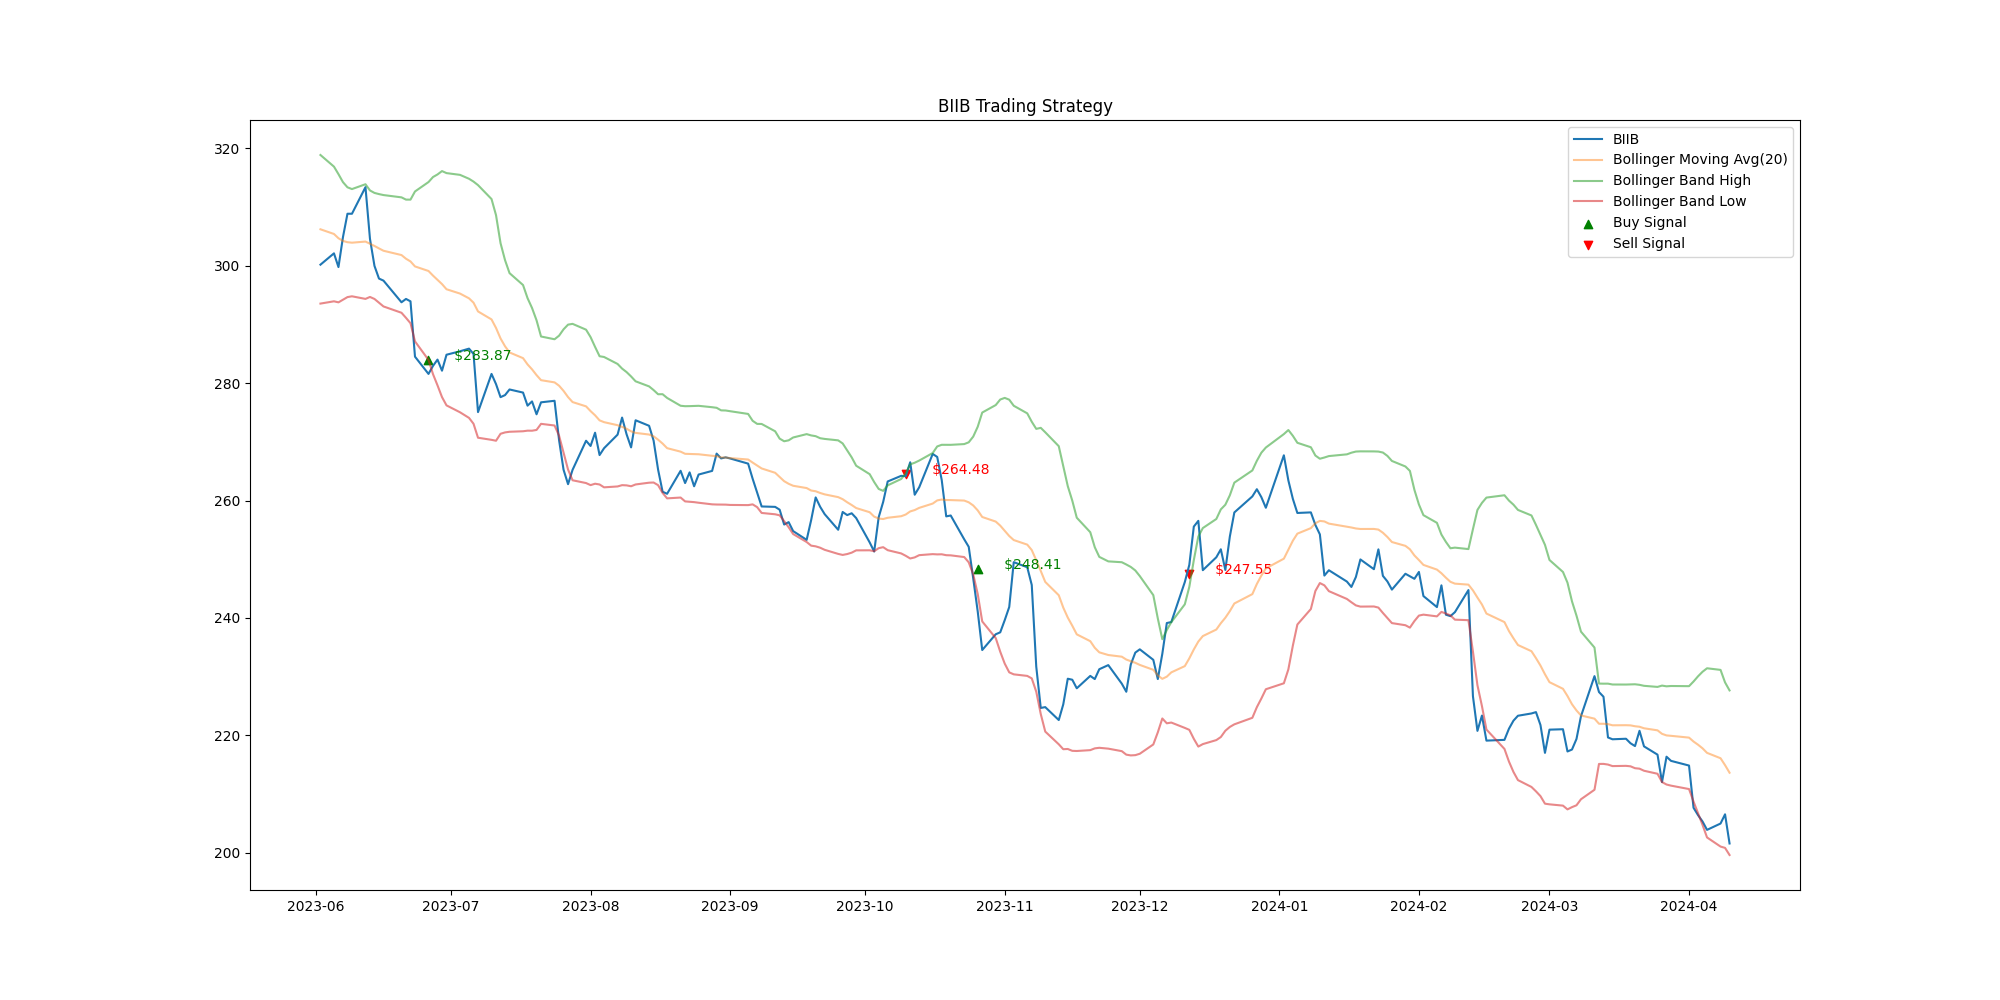 BIIB Trading Strategy
BIIB
Bollinger Moving Avg(20)
Bollinger Band High
Bollinger Band Low
Buy Signal
Sell Signal
320
300
280
260
240
220
200
$283.87
$264.48
$248.41
$247.55
2023-06 2023-07 2023-08 2023-09 2023-10 2023-11 2023-12 2024-01 2024-02 2024-03 2024-04